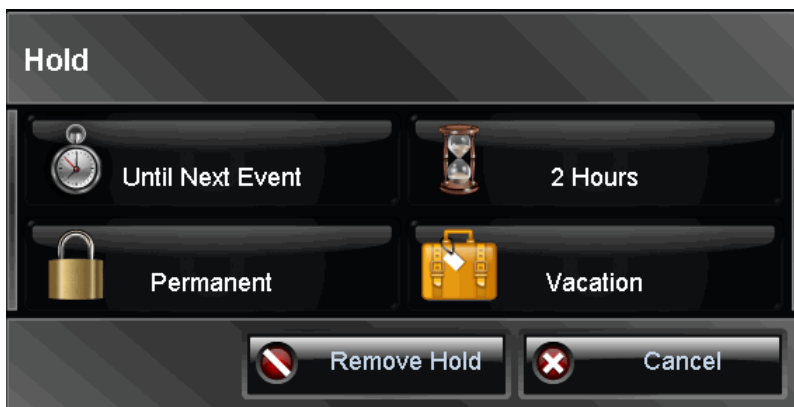 Hold
Until Next Event
2 Hours
Permanent
Vacation
Remove Hold
Cancel